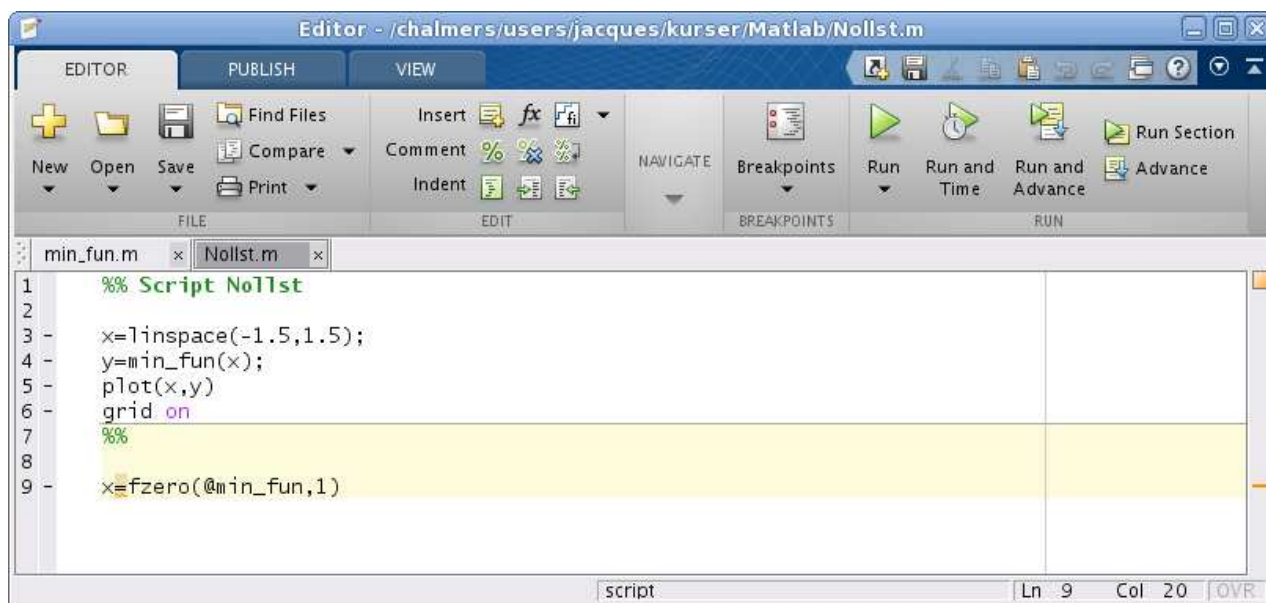 Editor - /chalmers/users/jacques/kurser/Matlab/Nollst.m
EDITOR PUBLISH VIEW
New
Open
Save
Find Files
Compare
Print
FILE
Insert fx fi
Comment
Indent
EDIT
NAVIGATE
Breakpoints
BREAKPOINTS
Run
Run and Time
Run and Advance
Run Section
Advance
RUN
min_fun.m × Nollst.m ×
1 %% Script Nollst
2
3 - x=linspace(-1.5,1.5);
4 - y=min_fun(x);
5 - plot(x,y)
6 - grid on
7 %%
8
9 - x=fzero(@min_fun,1)
script Ln 9 Col 20 OVR